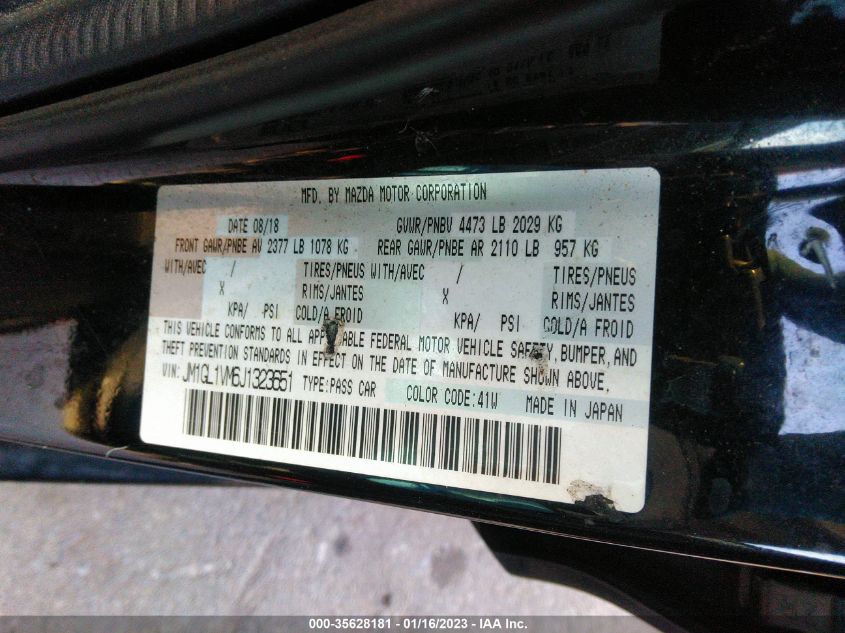 MFD. BY MAZDA MOTOR CORPORATION
DATE 08/18 GVWR/PNBV 4473 LB 2029 KG
FRONT GAWR/PNBE AV 2377 LB 1078 KG REAR GAWR/PNBE AR 2110 LB 957 KG
WITH/AVEC / TIRES/PNEUS WITH/AVEC / TIRES/PNEUS
X RIMS/JANTES X RIMS/JANTES
KPA/ PSI COLD/A FROID KPA/ PSI COLD/A FROID
THIS VEHICLE CONFORMS TO ALL APPLICABLE FEDERAL MOTOR VEHICLE SAFETY, BUMPER, AND
THEFT PREVENTION STANDARDS IN EFFECT ON THE DATE OF MANUFACTURE SHOWN ABOVE.
VIN: JM1GL1VM6J1323651 TYPE:PASS CAR COLOR CODE:41W MADE IN JAPAN
000-35628181 - 01/16/2023 - IAA Inc.